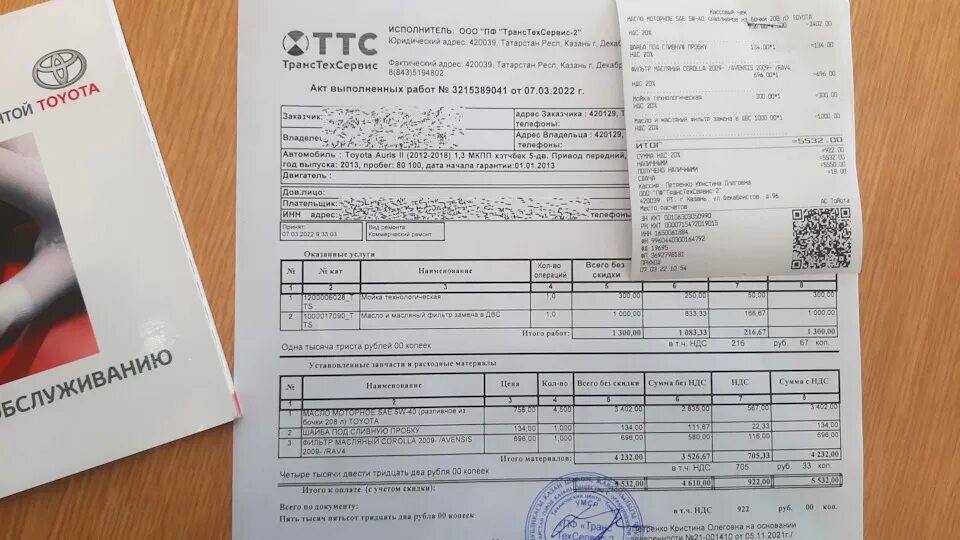 ЯТОЙ TOYOTA
ОБСЛУЖИВАНИЮ
ТТС
ТрансТехСервис
ИСПОЛНИТЕЛЬ: ООО "ПФ "ТрансТехСервис-2"
Юридический адрес: 420039, Татарстан Респ, Казань г, Декаб
Фактический адрес: 420039, Татарстан Респ, Казань г, Декаб
8(843)5194802
Акт выполненных работ № 3215389041 от 07.03.2022 г.
Заказчик: адрес Заказчика : 420129, Т
телефоны:
Владелец адрес Владельца : 420129,
телефоны:
Автомобиль : Toyota Auris II (2012-2018) 1,3 МКПП хэтчбек 5-дв. Привод передний,
год выпуска: 2013, пробег: 80 100, дата начала гарантии:01.01.2013
Двигатель :
Дов.лицо:
Плательщик:
ИНН адрес: телефоны
Принят: Вид ремонта
07.03.2022 9:33:03 Коммерческий ремонт
Оказанные услуги
№ № кат Наименование Кол-во операций Всего без скидки
1 2 3 4 5 6 7 8
1 1200006028_TTS Мойка технологическая 1,0 300,00 250,00 50,00 300,00
2 1000017090_TTS Масло и масляный фильтр замена в ДВС 1,0 1 000,00 833,33 166,67 1 000,00
Итого работ: 1 300,00 1 083,33 216,67 1 300,00
Одна тысяча триста рублей 00 копеек в т.ч. НДС 216 руб. 67 коп.
Установленные запчасти и расходные материалы
№ Наименование Цена Кол-во Всего без скидки Сумма без НДС НДС Сумма с НДС
1 2 3 4 5 6 7 8
1 МАСЛО МОТОРНОЕ SAE 5W-40 (разливное из бочки 208 л) TOYOTA 756,00 4,500 3 402,00 2 835,00 567,00 3 402,00
2 ШАЙБА ПОД СЛИВНУЮ ПРОБКУ 134,00 1,000 134,00 111,67 22,33 134,00
3 ФИЛЬТР МАСЛЯНЫЙ COROLLA 2009- /AVENSIS 2009- /RAV4 696,00 1,000 696,00 580,00 116,00 696,00
Итого материалы: 4 232,00 3 526,67 705,33 4 232,00
Четыре тысячи двести тридцать два рубля 00 копеек в т.ч. НДС 705 руб. 33 коп.
Итого к оплате (с учетом скидки): 5 532,00 4 610,00 922,00 5 532,00
Всего по документу: в т.ч. НДС 922 руб. 00 коп.
Пять тысяч пятьсот тридцать два рубля 00 копеек
УМСР
«ПФ «Транс
ТехСервис-2
Петренко Кристина Олеговна на основании
доверенности №21-001410 от 05.11.2021г/
Кассовый чек
МАСЛО МОТОРНОЕ SAE 5W-40 (разливное из бочки 208 л) TOYOTA
=3402.00
НДС 20%
ШАЙБА ПОД СЛИВНУЮ ПРОБКУ
134.00*1 =134.00
НДС 20%
ФИЛЬТР МАСЛЯНЫЙ COROLLA 2009- /AVENSIS 2009- /RAV4
696.00*1 =696.00
НДС 20%
Мойка технологическая 300.00*1 =300.00
НДС 20%
Масло и масляный фильтр замена в ДВС 1000.00*1 =1000.00
НДС 20%
ИТОГ =5532.00
СУММА НДС 20% =922.00
НАЛИЧНЫМИ =5532.00
ПОЛУЧЕНО НАЛИЧНЫМИ =5550.00
СДАЧА =18.00
Кассир Петренко Кристина Олеговна
ООО "ПФ"ТрансТехСервис-2"
420039 РТ: г. Казань, ул.Декабристов, д.96
Место расчетов АС Тойота
ЗН ККТ 00106303050990
РН ККТ 0000715472019015
ИНН 1650061884
ФН 9960440300164792
ФД 19695
ФП 3692798181
ПРИХОД
07.03.22 10:54